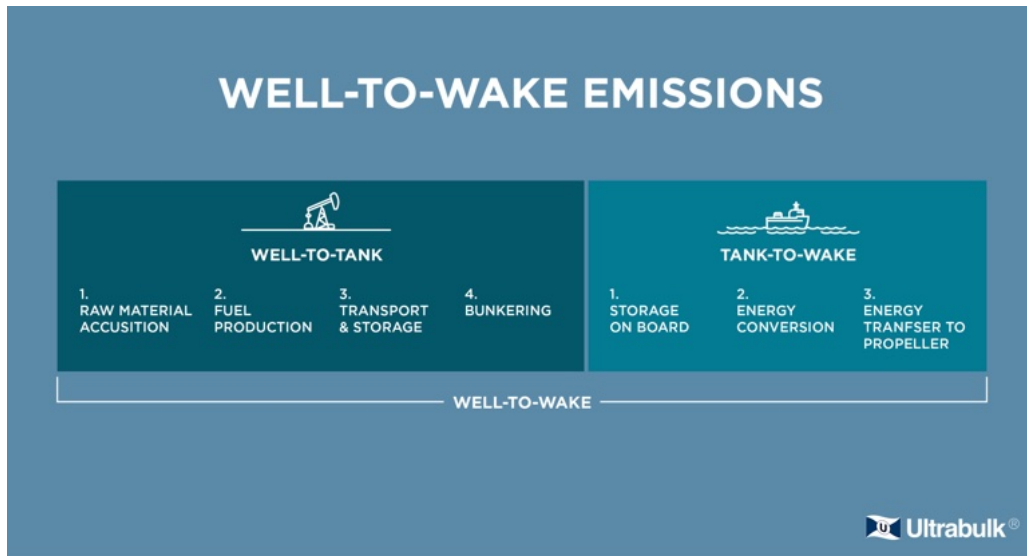 WELL-TO-WAKE EMISSIONS
WELL-TO-TANK
1.
RAW MATERIAL
ACCUSITION
2.
FUEL
PRODUCTION
3.
TRANSPORT
& STORAGE
4.
BUNKERING
TANK-TO-WAKE
1.
STORAGE
ON BOARD
2.
ENERGY
CONVERSION
3.
ENERGY
TRANFSER TO
PROPELLER
WELL-TO-WAKE
U Ultrabulk®